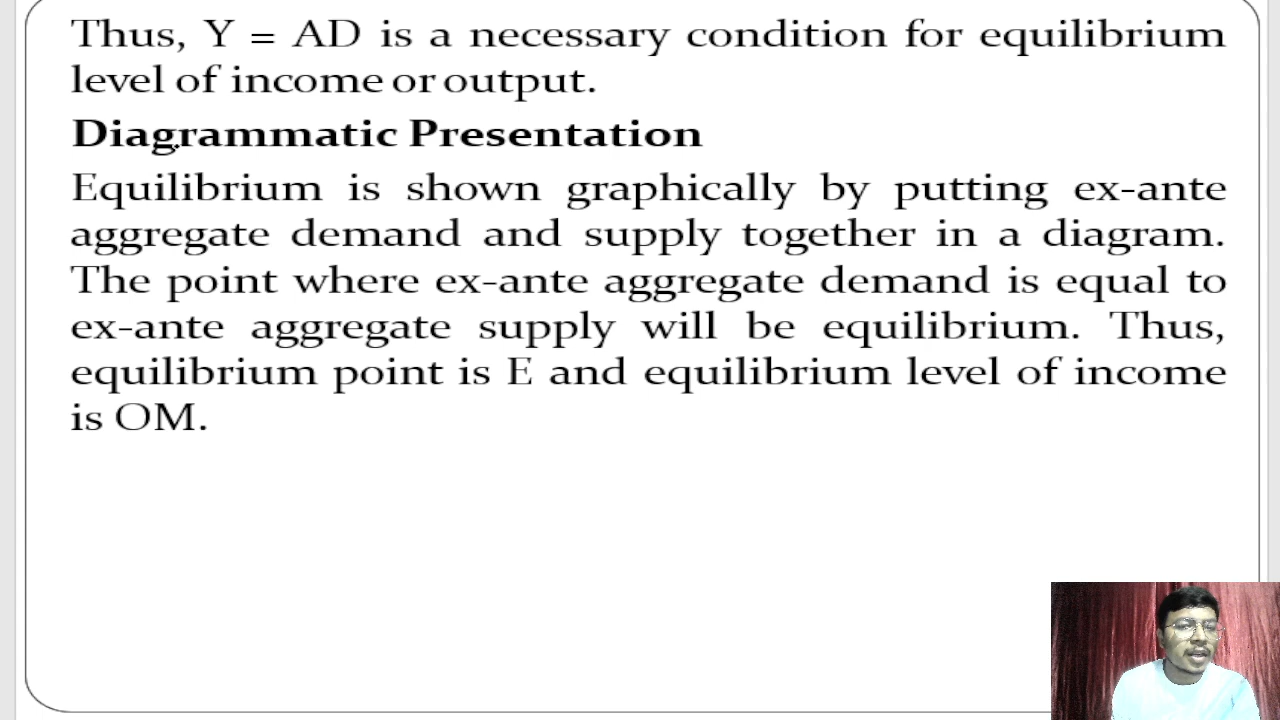 Thus, Y = AD is a necessary condition for equilibrium
level of income or output.
Diagrammatic Presentation
Equilibrium is shown graphically by putting ex-ante
aggregate demand and supply together in a diagram.
The point where ex-ante aggregate demand is equal to
ex-ante aggregate supply will be equilibrium. Thus,
equilibrium point is E and equilibrium level of income
is OM.